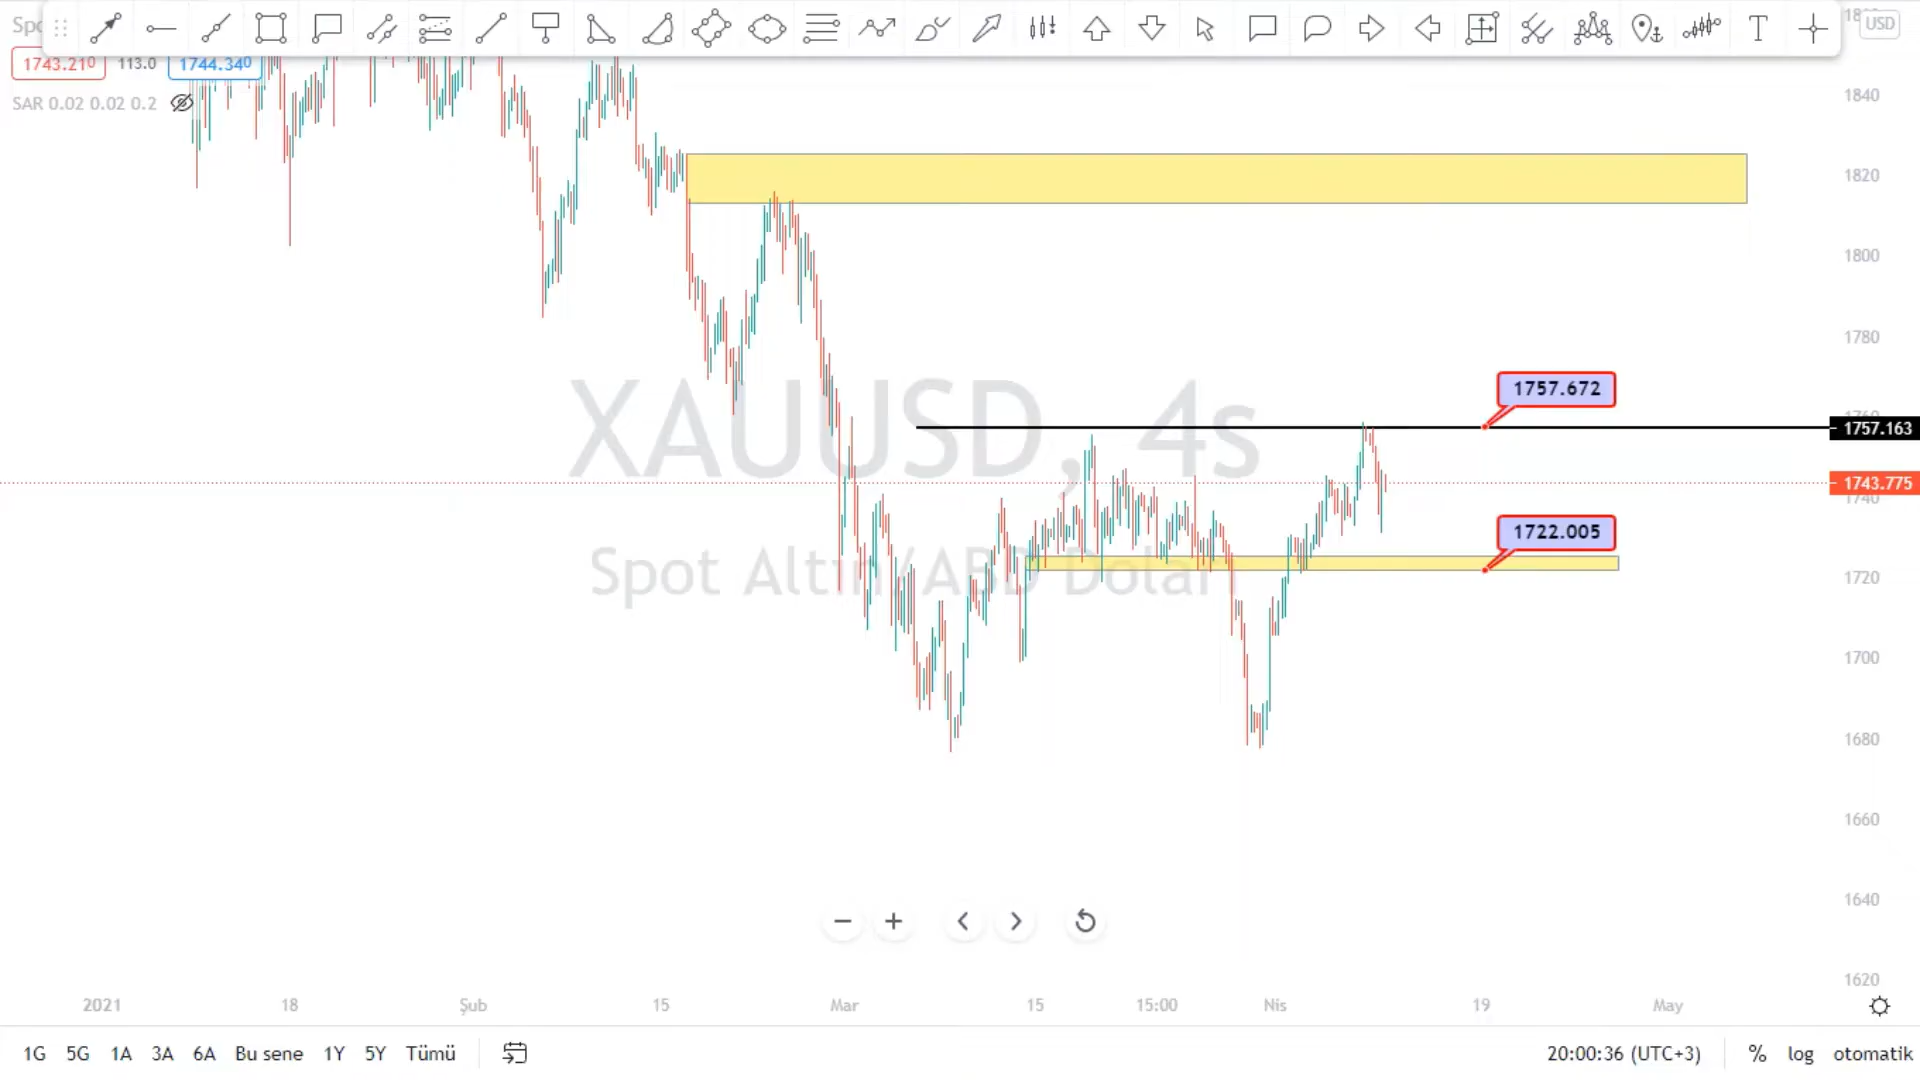 USD
1743.210 113.0 1744.340
SAR 0.02 0.02 0.2
1840
1820
1800
1780
1757.672
1757.163
XAUUSD, 4s
1743.775
1740
1722.005
Spot Altın/ABD Doları
1720
1700
1680
1660
1640
1620
2021 18 Şub 15 Mar 15 15:00 Nis 19 May
1G 5G 1A 3A 6A Bu sene 1Y 5Y Tümü 20:00:36 (UTC+3) % log otomatik